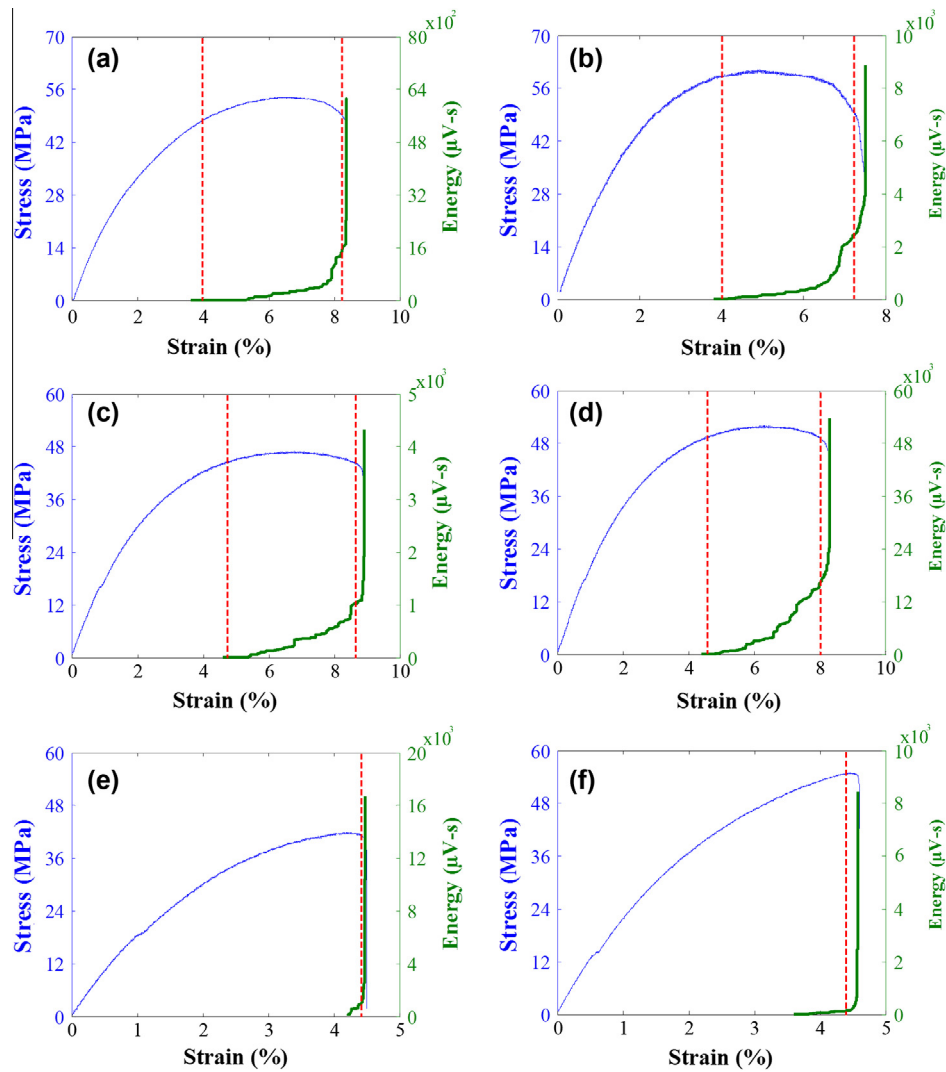 (a)
x10²
Stress (MPa)
70
56
42
28
14
0
80
64
48
32
16
0
Energy (µV-s)
0 2 4 6 8 10
Strain (%)
(b)
x10³
Stress (MPa)
70
56
42
28
14
0
10
8
6
4
2
0
Energy (µV-s)
0 2 4 6 8
Strain (%)
(c)
x10³
Stress (MPa)
60
48
36
24
12
0
5
4
3
2
1
0
Energy (µV-s)
0 2 4 6 8 10
Strain (%)
(d)
x10³
Stress (MPa)
60
48
36
24
12
0
60
48
36
24
12
0
Energy (µV-s)
0 2 4 6 8 10
Strain (%)
(e)
x10³
Stress (MPa)
60
48
36
24
12
0
20
16
12
8
4
0
Energy (µV-s)
0 1 2 2 4 5
Strain (%)
(f)
x10³
Stress (MPa)
60
48
36
24
12
0
10
8
6
4
2
0
Energy (µV-s)
0 1 2 3 4 5
Strain (%)